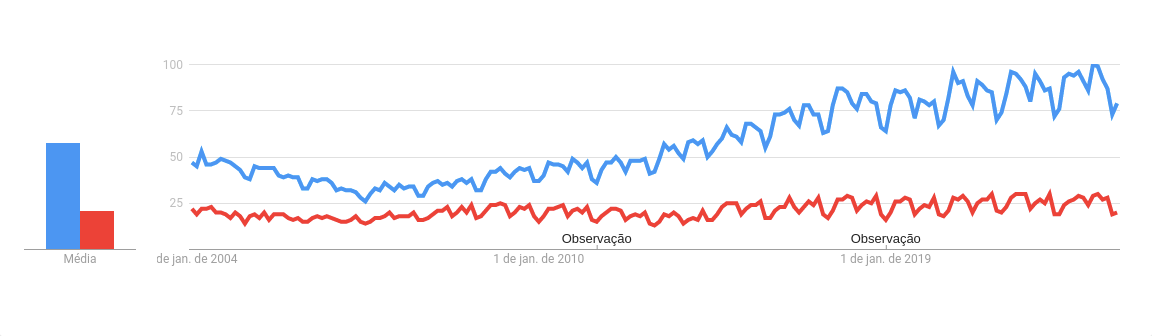 100
75
50
25
Observação
Observação
Média
de jan. de 2004
1 de jan. de 2010
1 de jan. de 2019